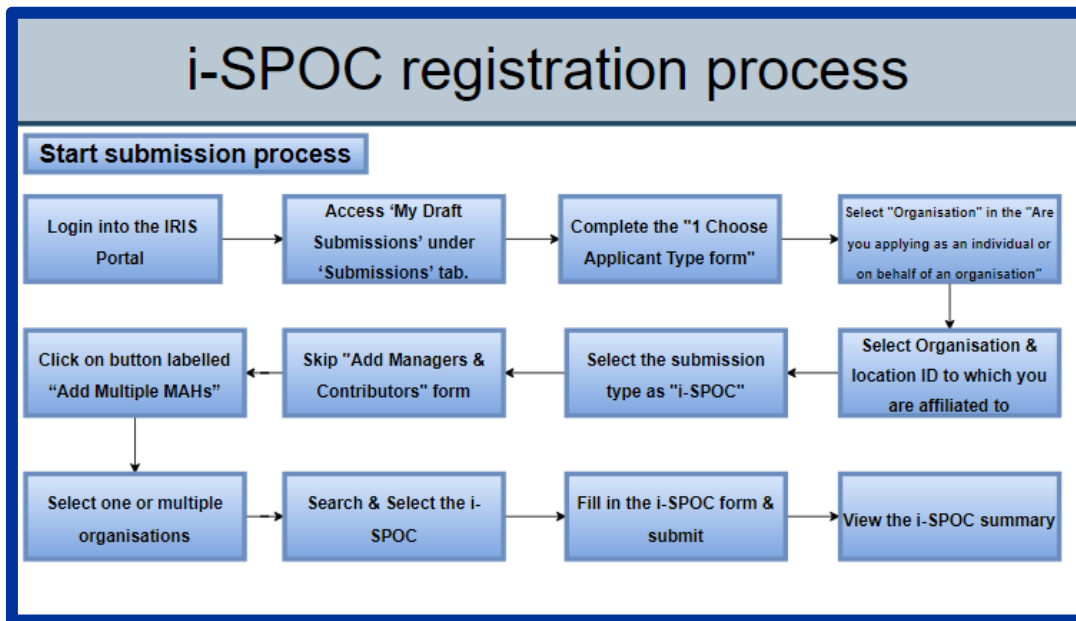 i-SPOC registration process
Start submission process
Login into the IRIS
Portal
Access ‘My Draft
Submissions’ under
‘Submissions’ tab.
Complete the "1 Choose
Applicant Type form"
Select "Organisation" in the "Are
you applying as an individual or
on behalf of an organisation"
Select Organisation &
location ID to which you
are affiliated to
Select the submission
type as "i-SPOC"
Skip "Add Managers &
Contributors" form
Click on button labelled
“Add Multiple MAHs”
Select one or multiple
organisations
Search & Select the i-
SPOC
Fill in the i-SPOC form &
submit
View the i-SPOC summary